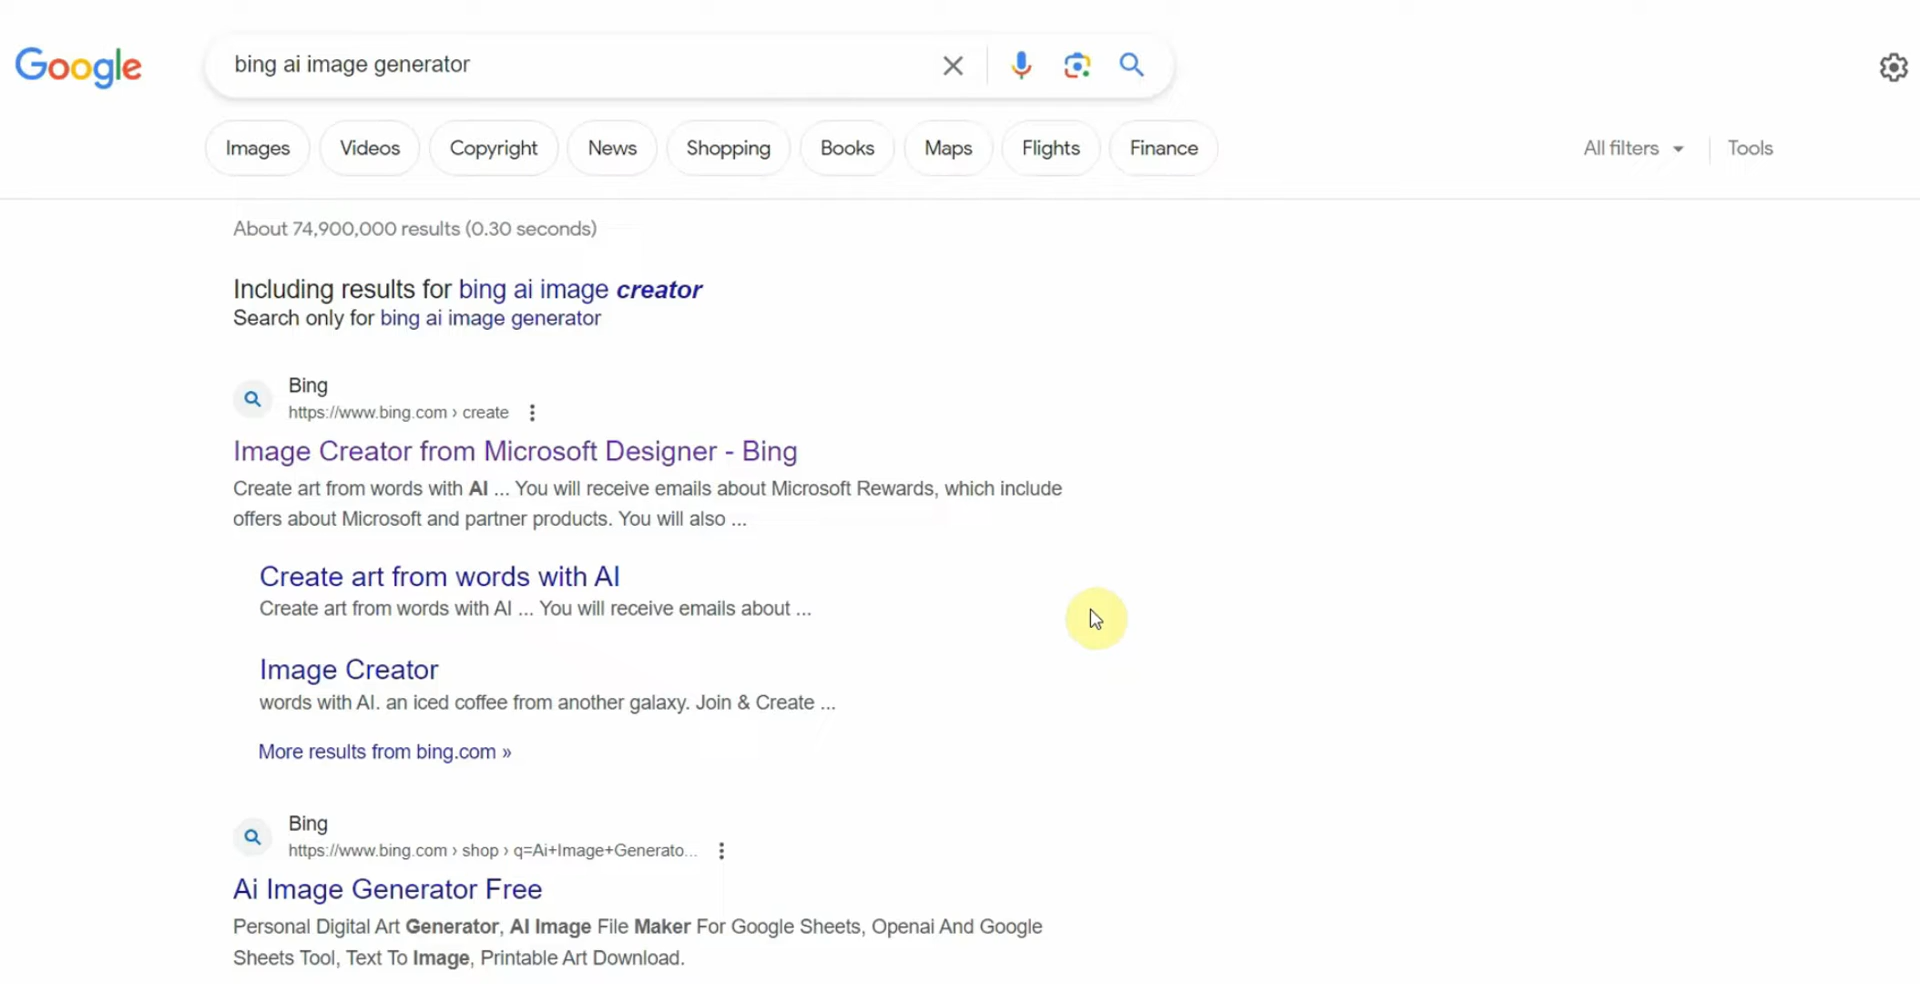 Google
bing ai image generator
Images
Videos
Copyright
News
Shopping
Books
Maps
Flights
Finance
All filters
Tools
About 74,900,000 results (0.30 seconds)
Including results for bing ai image creator
Search only for bing ai image generator
Bing
https://www.bing.com › create
Image Creator from Microsoft Designer - Bing
Create art from words with AI ... You will receive emails about Microsoft Rewards, which include
offers about Microsoft and partner products. You will also ...
Create art from words with AI
Create art from words with AI ... You will receive emails about ...
Image Creator
words with AI. an iced coffee from another galaxy. Join & Create ...
More results from bing.com »
Bing
https://www.bing.com › shop › q=Ai+Image+Generato...
Ai Image Generator Free
Personal Digital Art Generator, AI Image File Maker For Google Sheets, Openai And Google
Sheets Tool, Text To Image, Printable Art Download.